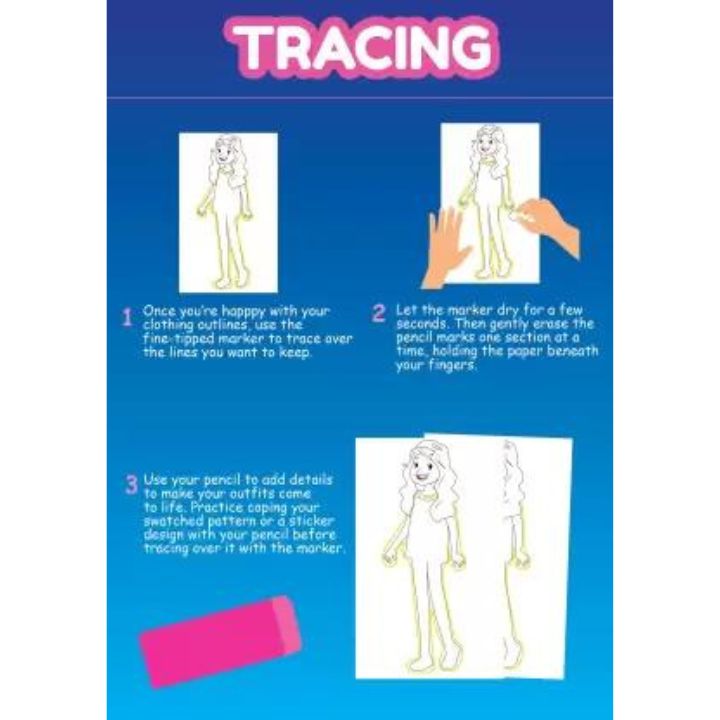 TRACING
1 Once you're happpy with your
clothing outlines, use the
fine-tipped marker to trace over
the lines you want to keep.
2 Let the marker dry for a few
seconds. Then gently erase the
pencil marks one section at a
time, holding the paper beneath
your fingers.
3 Use your pencil to add details
to make your outfits come
to life. Practice coping your
swatched pattern or a sticker
design with your pencil before
tracing over it with the marker.